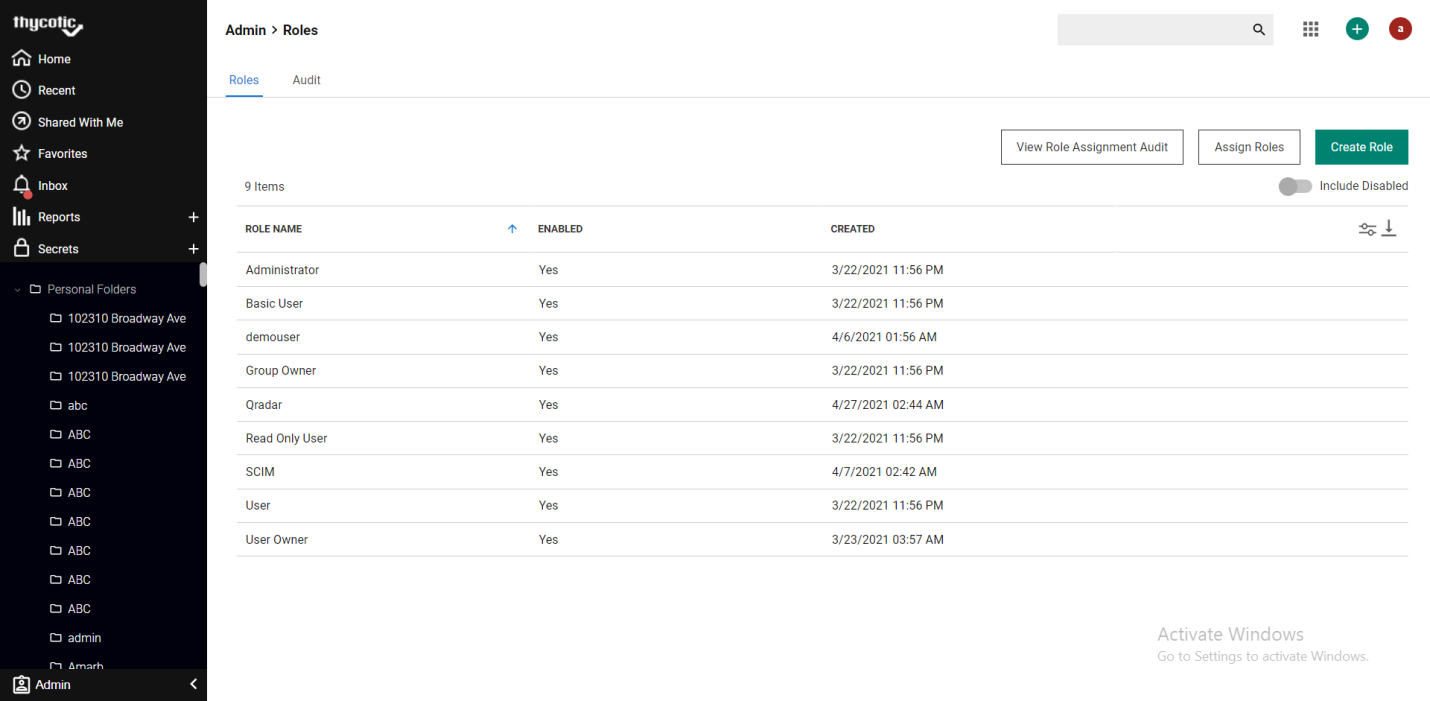 thycotic
Home
Recent
Shared With Me
Favorites
Inbox
Reports
Secrets
Personal Folders
102310 Broadway Ave
102310 Broadway Ave
102310 Broadway Ave
abc
ABC
ABC
ABC
ABC
ABC
ABC
ABC
admin
Amarb
Admin
Admin > Roles
a
Roles Audit
View Role Assignment Audit Assign Roles Create Role
9 Items Include Disabled
ROLE NAME ENABLED CREATED
Administrator Yes 3/22/2021 11:56 PM
Basic User Yes 3/22/2021 11:56 PM
demouser Yes 4/6/2021 01:56 AM
Group Owner Yes 3/22/2021 11:56 PM
Qradar Yes 4/27/2021 02:44 AM
Read Only User Yes 3/22/2021 11:56 PM
SCIM Yes 4/7/2021 02:42 AM
User Yes 3/22/2021 11:56 PM
User Owner Yes 3/23/2021 03:57 AM
Activate Windows
Go to Settings to activate Windows.